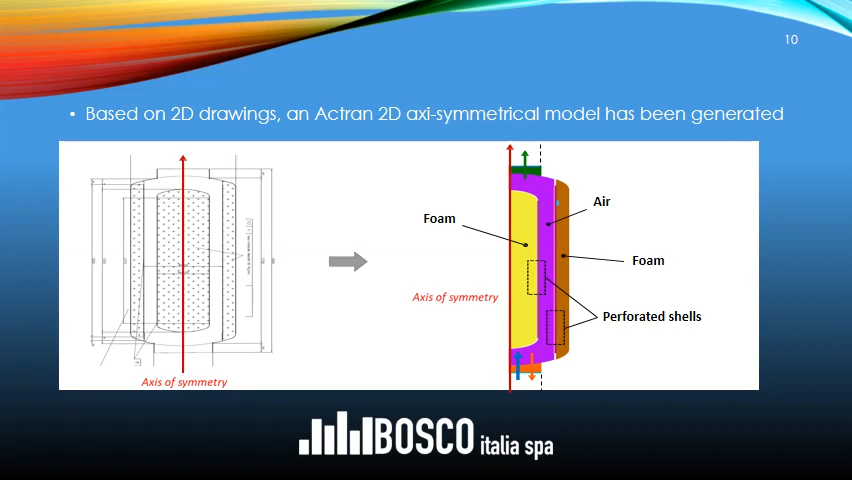 10
• Based on 2D drawings, an Actran 2D axi-symmetrical model has been generated
Air
Foam
Foam
Axis of symmetry
Perforated shells
Axis of symmetry
BOSCO italia spa